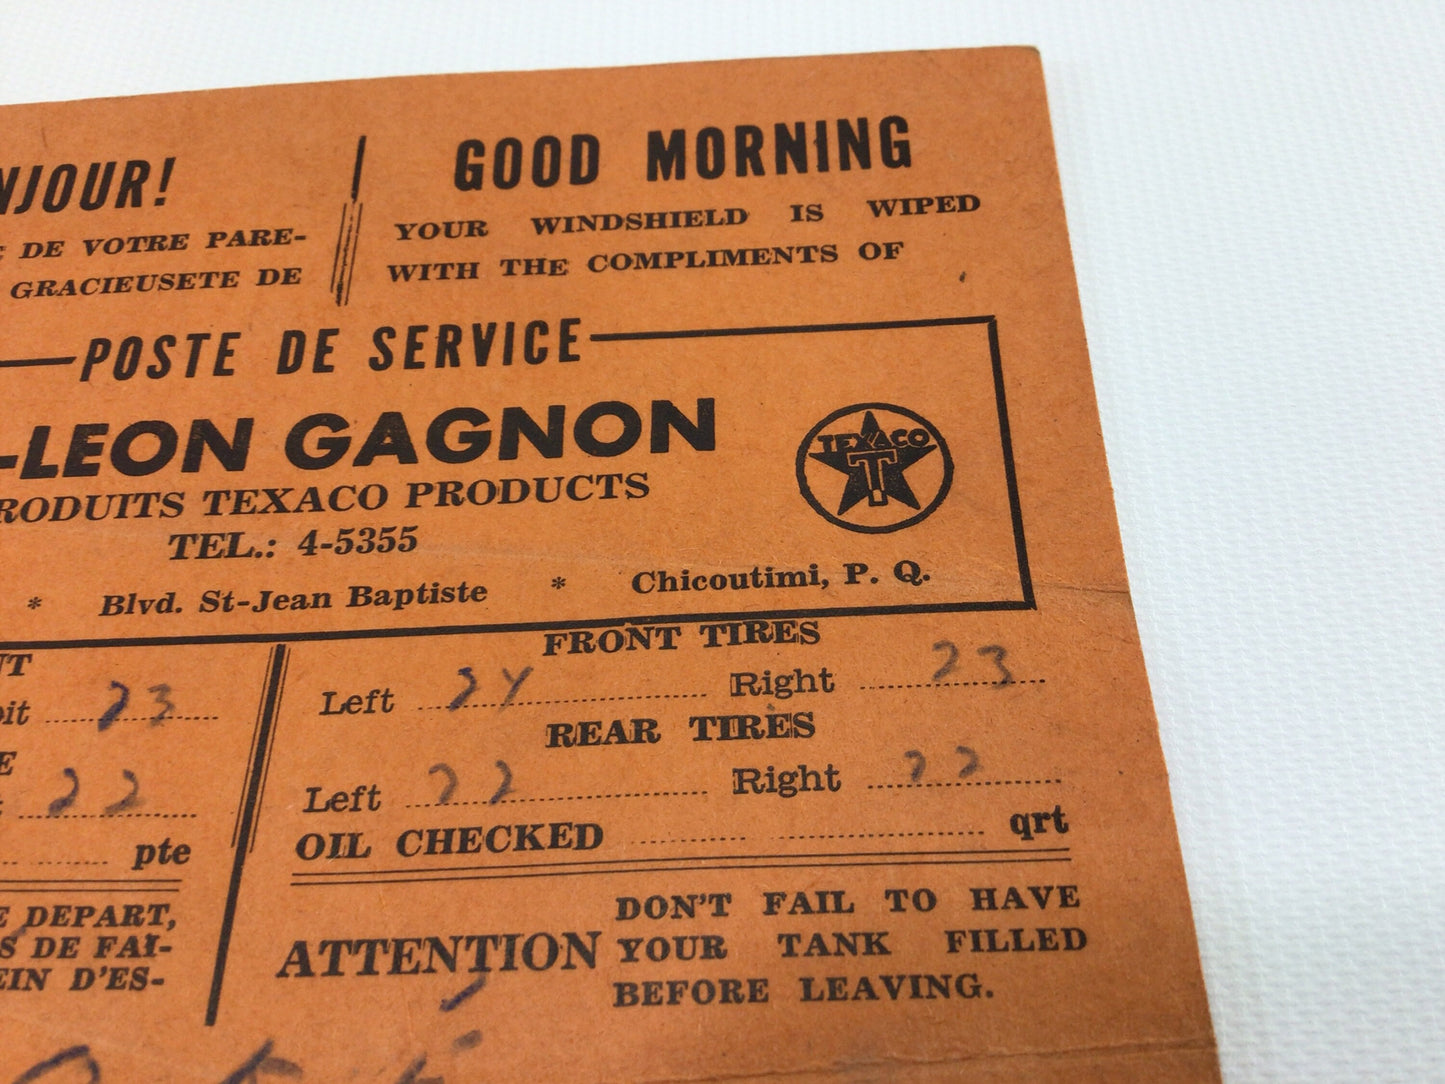 NJOUR!
DE VOTRE PARE-
GRACIEUSETE DE
GOOD MORNING
YOUR WINDSHIELD IS WIPED
WITH THE COMPLIMENTS OF
POSTE DE SERVICE
-LEON GAGNON
RODUITS TEXACO PRODUCTS
TEXACO
T
TEL.: 4-5355
* Blvd. St-Jean Baptiste * Chicoutimi, P. Q.
NT
oit 23
E
22
pte
E DEPART,
S DE FAI-
EIN D'ES-
FRONT TIRES
Left 24 Right 23
REAR TIRES
Left 22 Right 22
OIL CHECKED qrt
ATTENTION
DON'T FAIL TO HAVE
YOUR TANK FILLED
BEFORE LEAVING.